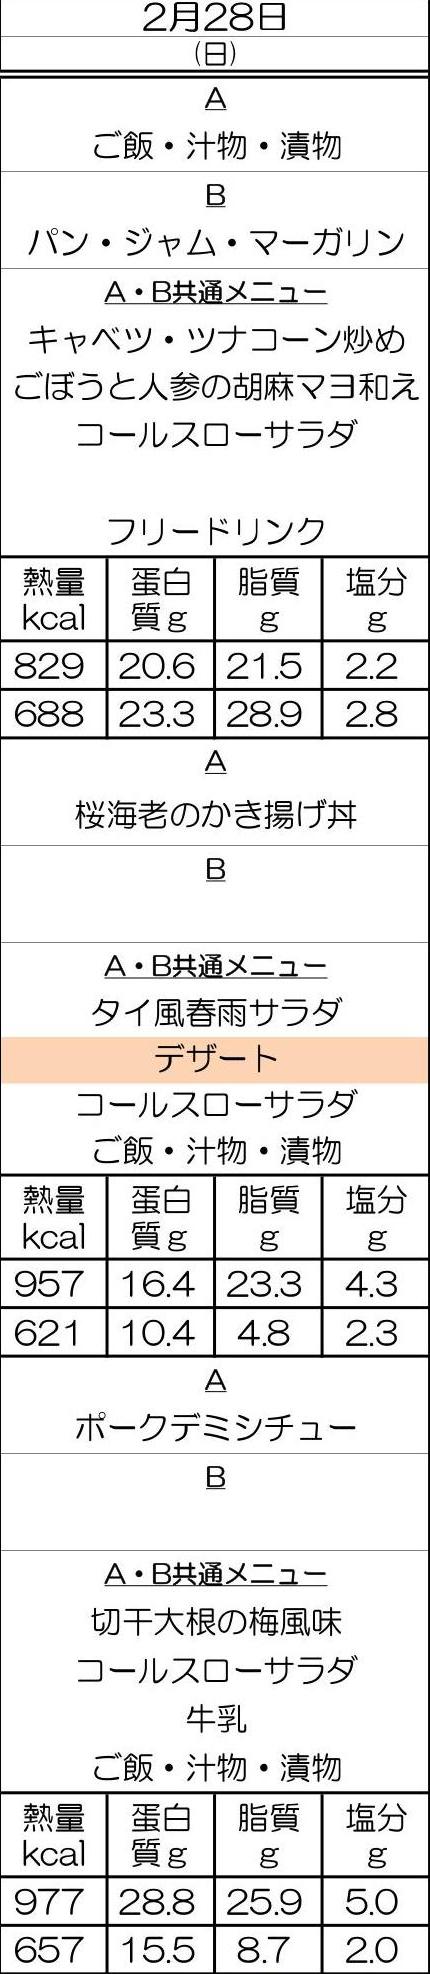 2月28日
(日)
A
ご飯・汁物・漬物
B
パン・ジャム・マーガリン
A・B共通メニュー
キャベツ・ツナコーン炒め
ごぼうと人参の胡麻マヨ和え
コールスローサラダ
フリードリンク
熱量 蛋白 脂質 塩分
kcal 質g g g
829 20.6 21.5 2.2
688 23.3 28.9 2.8
A
桜海老のかき揚げ丼
B
A・B共通メニュー
タイ風春雨サラダ
デザート
コールスローサラダ
ご飯・汁物・漬物
熱量 蛋白 脂質 塩分
kcal 質g g g
957 16.4 23.3 4.3
621 10.4 4.8 2.3
A
ポークデミシチュー
B
A・B共通メニュー
切干大根の梅風味
コールスローサラダ
牛乳
ご飯・汁物・漬物
熱量 蛋白 脂質 塩分
kcal 質g g g
977 28.8 25.9 5.0
657 15.5 8.7 2.0